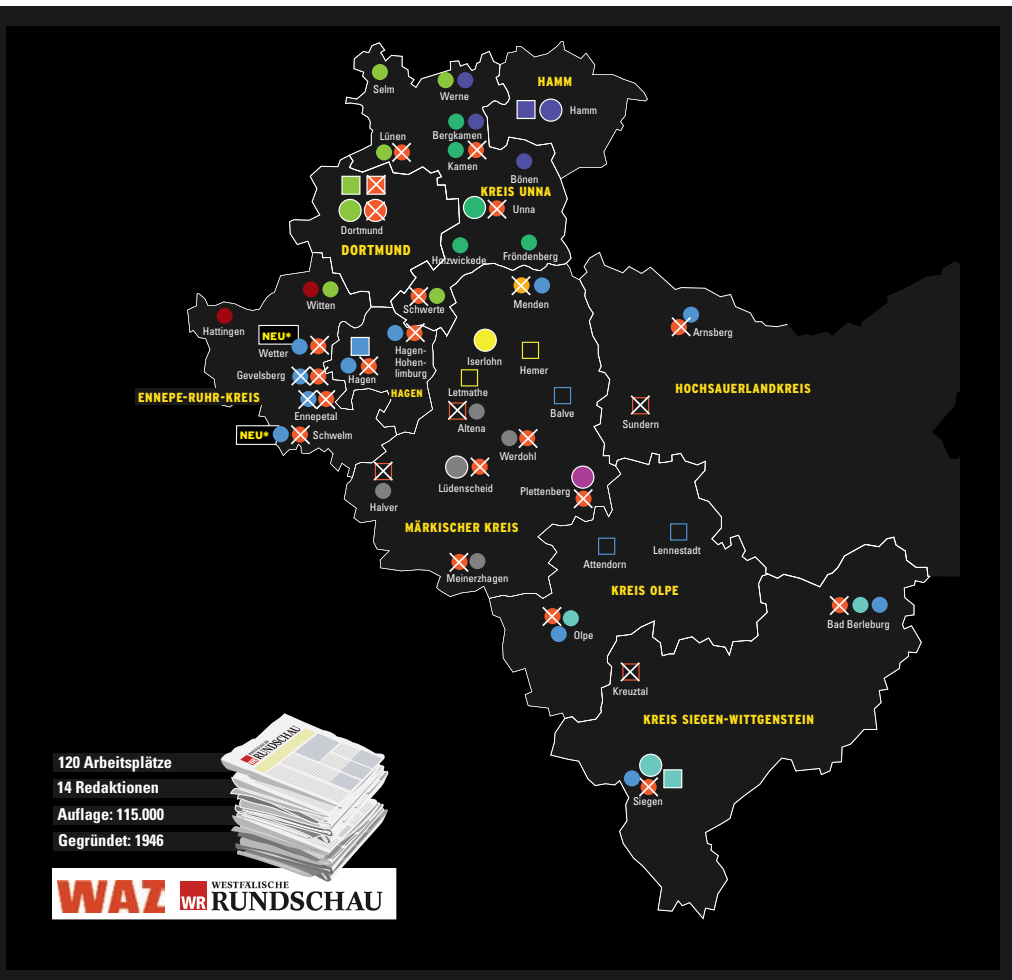 HAMM
Selm
Werne
Hamm
Bergkamen
Lünen
Kamen
Bönen
KREIS UNNA
Unna
Dortmund
DORTMUND
Holzwickede
Fröndenberg
Witten
Schwerte
Menden
Hattingen
Arnsberg
NEU*
Wetter
Hagen-
Hohen-
limburg
Iserlohn
Hemer
Gevelsberg
Hagen
HOCHSAUERLANDKREIS
ENNEPE-RUHR-KREIS
HAGEN
Letmathe
Ennepetal
Balve
Sundern
Altena
NEU*
Schwelm
Werdohl
Lüdenscheid
Plettenberg
Halver
MÄRKISCHER KREIS
Lennestadt
Attendorn
Meinerzhagen
KREIS OLPE
Bad Berleburg
Olpe
Kreuztal
KREIS SIEGEN-WITTGENSTEIN
Siegen
WESTFÄLISCHE
WR RUNDSCHAU
120 Arbeitsplätze
14 Redaktionen
Auflage: 115.000
Gegründet: 1946
WAZ
WESTFÄLISCHE
WR RUNDSCHAU